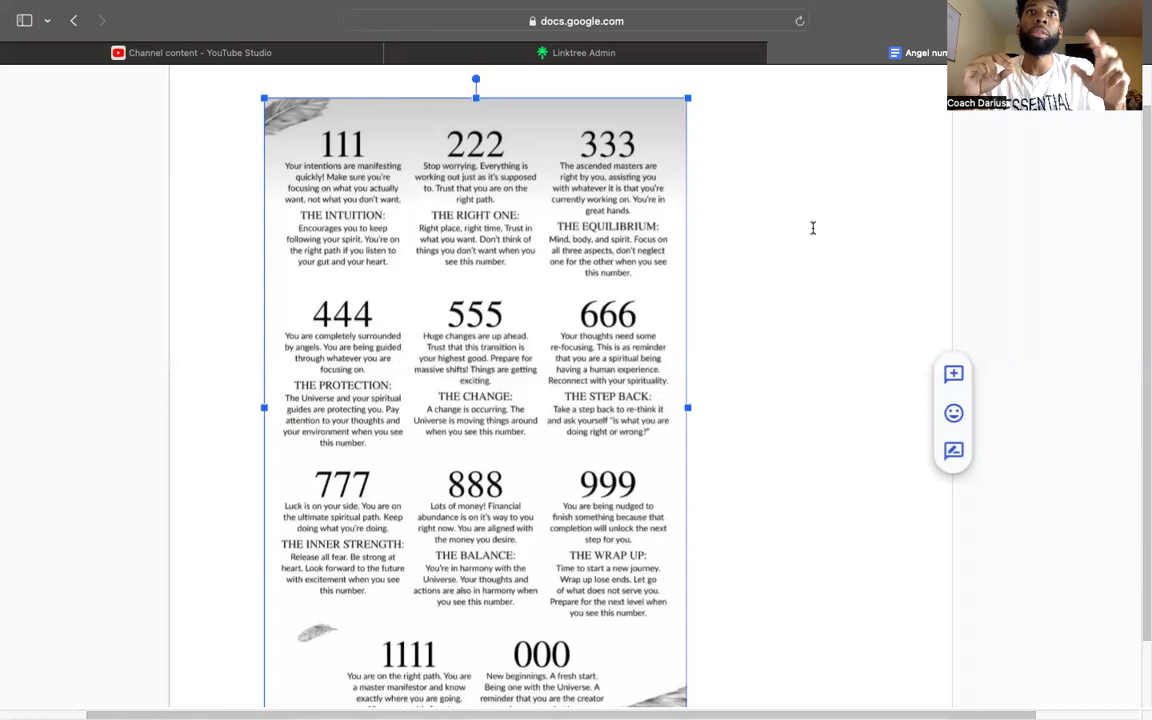 docs.google.com
Channel content - YouTube Studio
Linktree Admin
Angel num
Coach Darius
ESSENTIAL
111
Your intentions are manifesting
quickly! Make sure you're
focusing on what you actually
want, not what you don't want.
THE INTUITION:
Encourages you to keep
following your spirit. You're on
the right path if you listen to
your gut and your heart.
222
Stop worrying. Everything is
working out just as it's supposed
to. Trust that you are on the
right path.
THE RIGHT ONE:
Right place, right time. Trust in
what you want. Don't think of
things you don't want when you
see this number.
333
The ascended masters are
right by you, assisting you
with whatever it is that you're
currently working on. You're in
great hands.
THE EQUILIBRIUM:
Mind, body, and spirit. Focus on
all three aspects, don't neglect
one for the other when you see
this number.
444
You are completely surrounded
by angels. You are being guided
through whatever you are
focusing on.
THE PROTECTION:
The Universe and your spiritual
guides are protecting you. Pay
attention to your thoughts and
your environment when you see
this number.
555
Huge changes are up ahead.
Trust that this transition is
your highest good. Prepare for
massive shifts! Things are getting
exciting.
THE CHANGE:
A change is occurring. The
Universe is moving things around
when you see this number.
666
Your thoughts need some
re-focusing. This is as reminder
that you are a spiritual being
having a human experience.
Reconnect with your spirituality.
THE STEP BACK:
Take a step back to re-think it
and ask yourself "is what you are
doing right or wrong?"
777
Luck is on your side. You are on
the ultimate spiritual path. Keep
doing what you're doing.
THE INNER STRENGTH:
Release all fear. Be strong at
heart. Look forward to the future
with excitement when you see
this number.
888
Lots of money! Financial
abundance is on it's way to you
right now. You are aligned with
the money you desire.
THE BALANCE:
You're in harmony with the
Universe. Your thoughts and
actions are also in harmony when
you see this number.
999
You are being nudged to
finish something because that
completion will unlock the next
step for you.
THE WRAP UP:
Time to start a new journey.
Wrap up lose ends. Let go
of what does not serve you.
Prepare for the next level when
you see this number.
1111
You are on the right path. You are
a master manifestor and know
exactly where you are going.
000
New beginnings. A fresh start.
Being one with the Universe. A
reminder that you are the creator